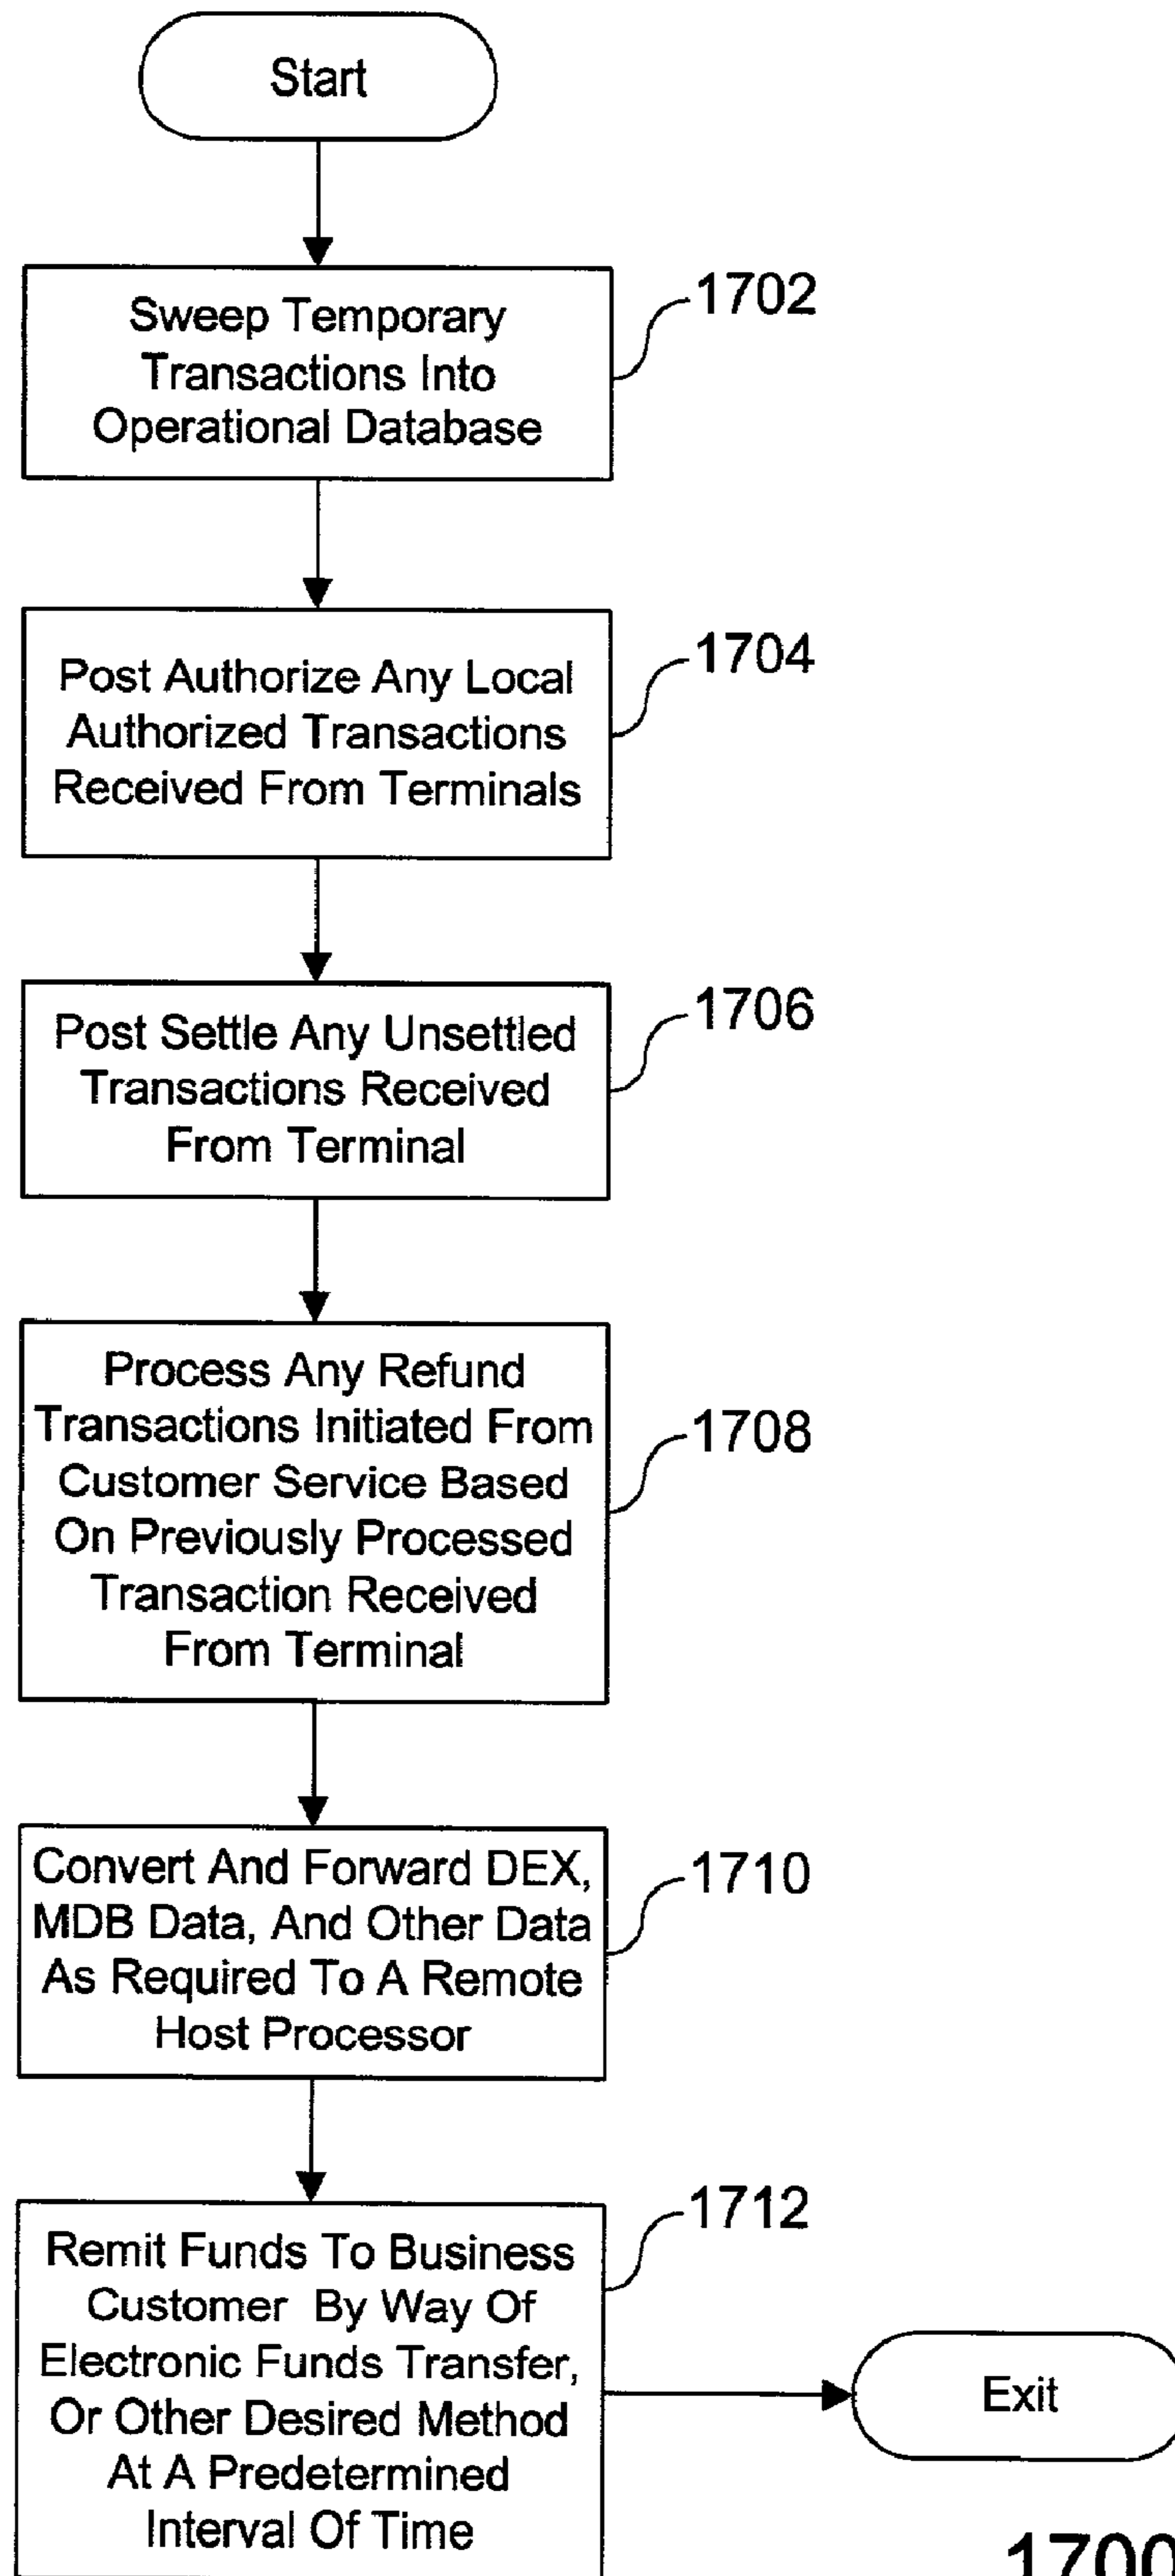 Start
Sweep Temporary
Transactions Into
Operational Database
1702
Post Authorize Any Local
Authorized Transactions
Received From Terminals
1704
Post Settle Any Unsettled
Transactions Received
From Terminal
1706
Process Any Refund
Transactions Initiated From
Customer Service Based
On Previously Processed
Transaction Received
From Terminal
1708
Convert And Forward DEX,
MDB Data, And Other Data
As Required To A Remote
Host Processor
1710
Remit Funds To Business
Customer By Way Of
Electronic Funds Transfer,
Or Other Desired Method
At A Predetermined
Interval Of Time
1712
Exit
1700